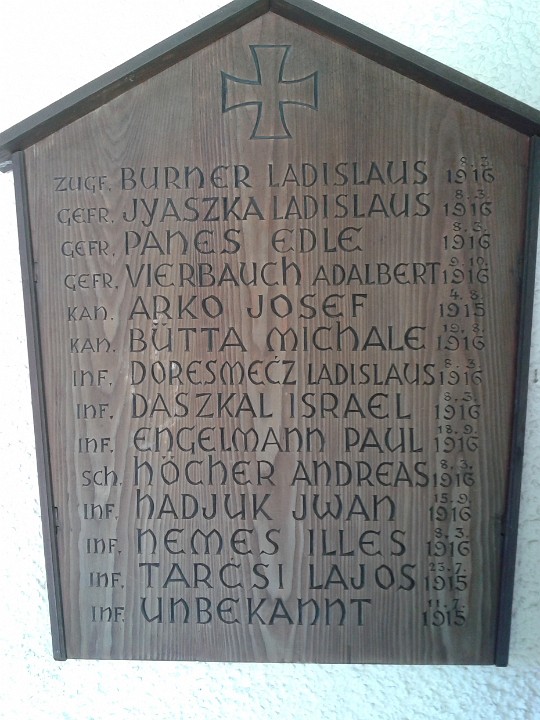 ZUGF. BURNER LADISLAUS 8.3. 1916
GEFR. JYASZKA LADISLAUS 8.3. 1916
GEFR. PANES EDLE 8.3. 1916
GEFR. VIERBAUCH ADALBERT 9.10. 1916
KAN. ARKO JOSEF 4.8. 1915
KAN. BÜTTA MICHALE 19.8. 1916
INF. DORESMEĆZ LADISLAUS 8.3. 1916
INF. DASZKAL ISRAEL 8.3. 1916
INF. ENGELMANN PAUL 18.9. 1916
SCH. HÖCHER ANDREAS 8.3. 1916
INF. HADJUK JWAN 15.9. 1916
INF. NEMES ILLES 8.3. 1916
INF. TARCSI LAJOS 23.7. 1915
INF. UNBEKANNT 11.7. 1915